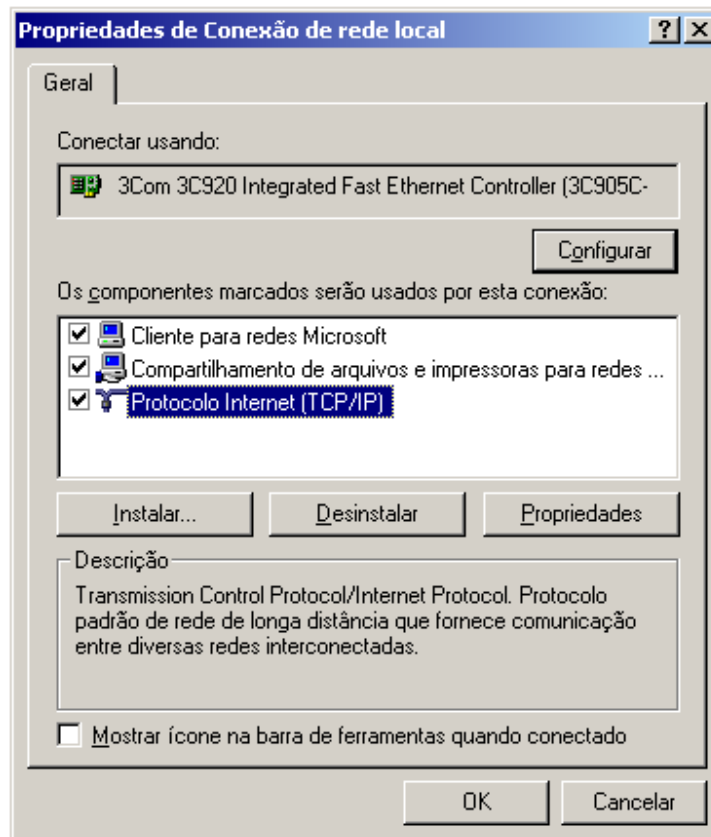 Propriedades de Conexão de rede local
Geral
Conectar usando:
3Com 3C920 Integrated Fast Ethernet Controller (3C905C-
Configurar
Os componentes marcados serão usados por esta conexão:
Cliente para redes Microsoft
Compartilhamento de arquivos e impressoras para redes ...
Protocolo Internet (TCP/IP)
Instalar... Desinstalar Propriedades
Descrição
Transmission Control Protocol/Internet Protocol. Protocolo
padrão de rede de longa distância que fornece comunicação
entre diversas redes interconectadas.
Mostrar ícone na barra de ferramentas quando conectado
OK Cancelar